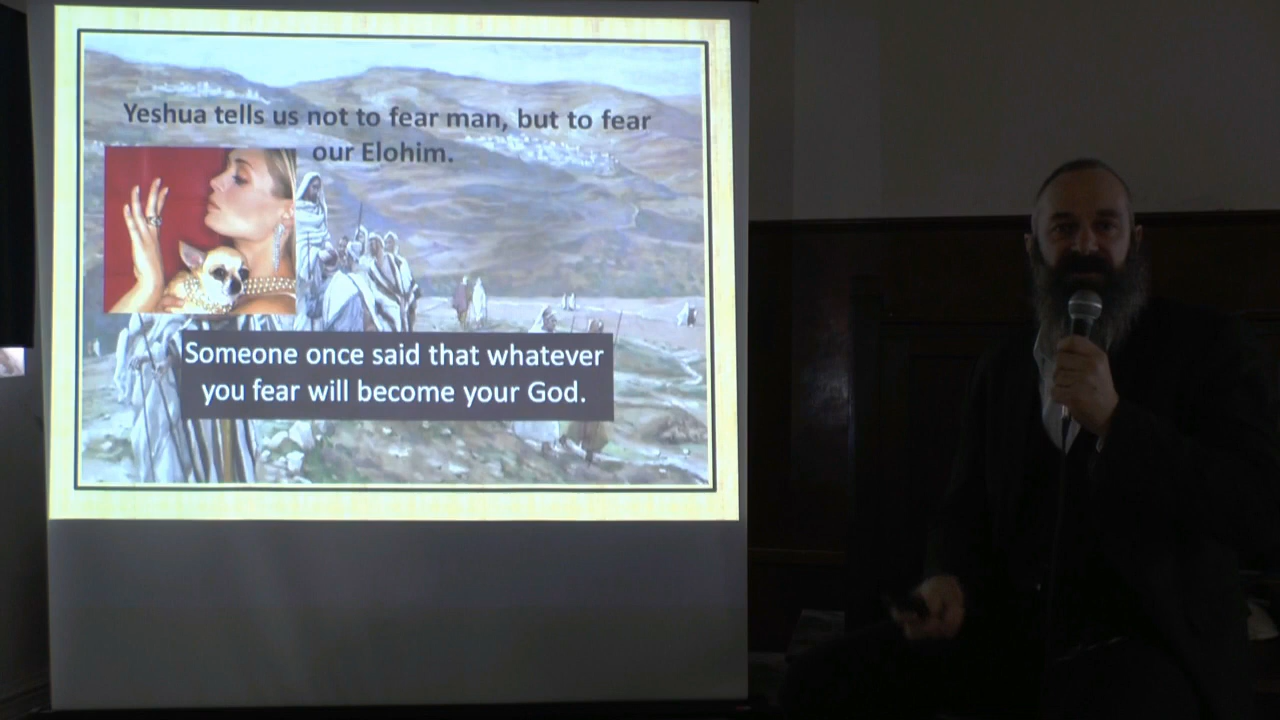 Yeshua tells us not to fear man, but to fear
our Elohim.
Someone once said that whatever
you fear will become your God.